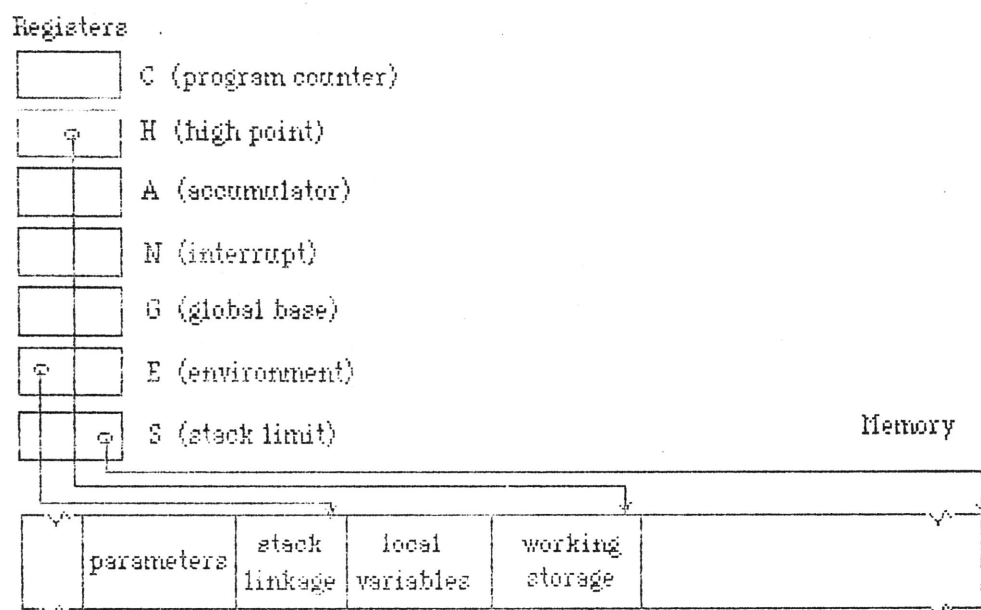 Registers
C (program counter)
H (high point)
A (accumulator)
N (interrupt)
G (global base)
E (environment)
S (stack limit)
Memory
parameters
stack
linkage
local
variables
working
storage